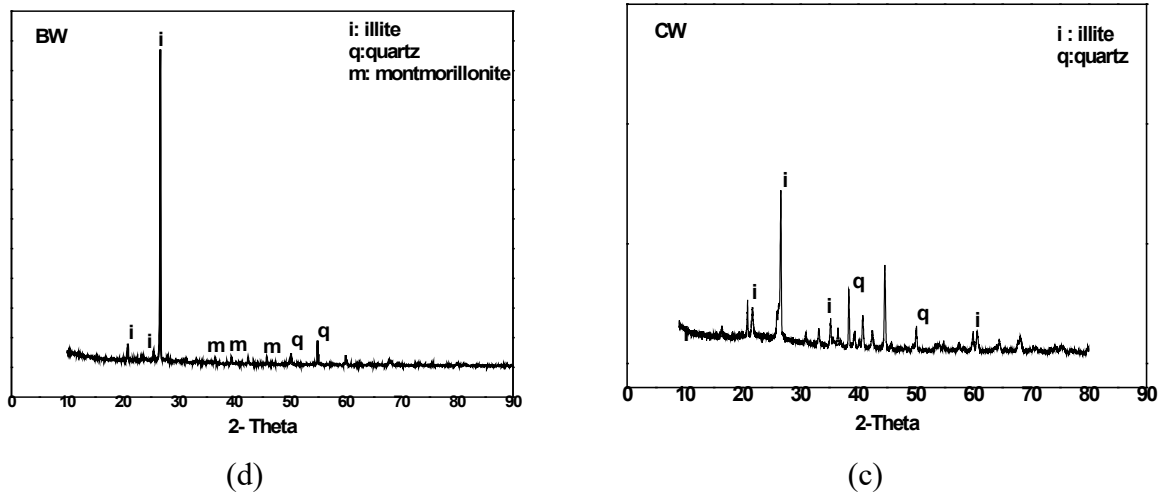 BW
i: illite
q:quartz
m: montmorillonite
i
i
i
m
m
m
q
q
0 10 20 30 40 50 60 70 80 90
2- Theta
(d)
CW
i : illite
q:quartz
i
i
i
q
q
i
0 10 20 30 40 50 60 70 80 90
2-Theta
(c)